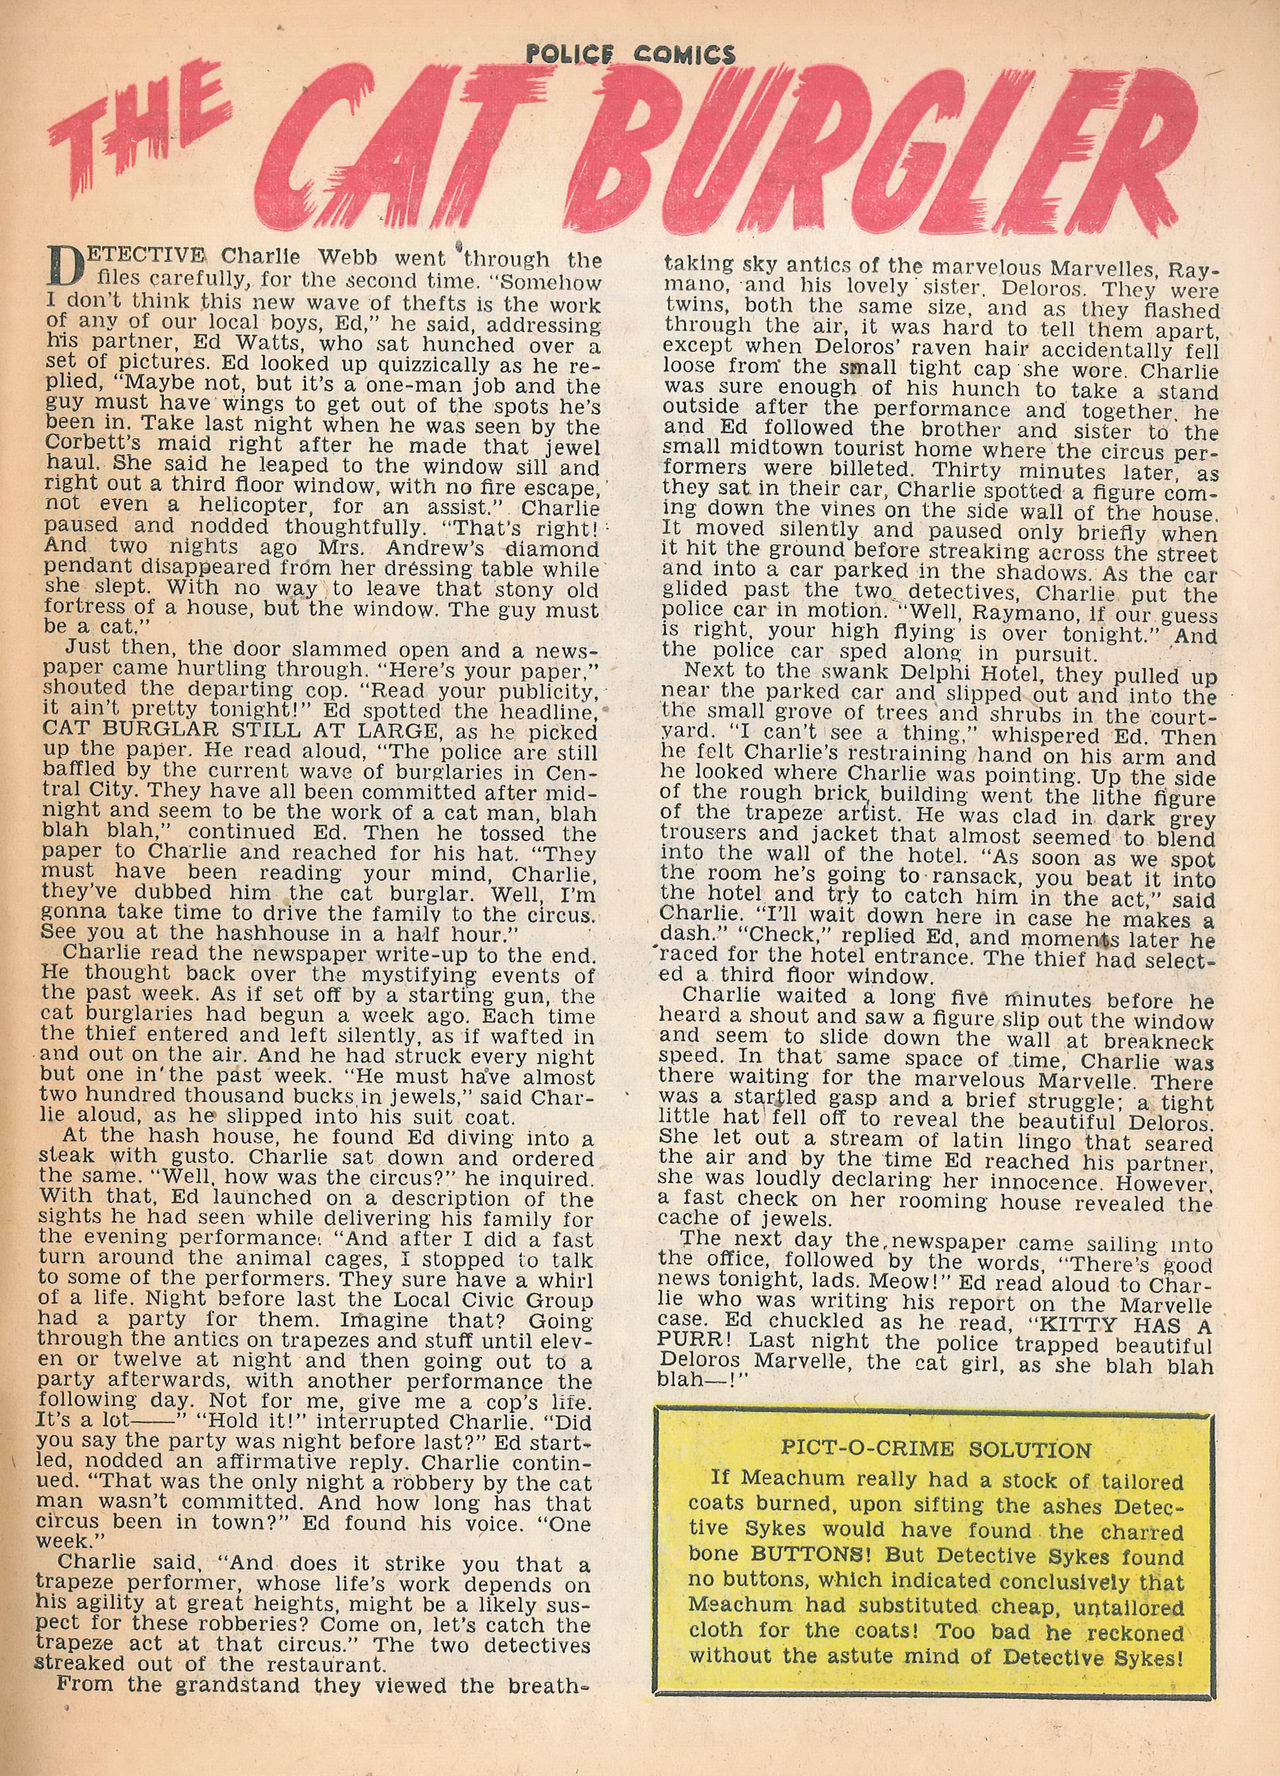 POLICE COMICS
THE CAT BURGLER
DETECTIVE Charlie Webb went through the
files carefully, for the second time. “Somehow
I don’t think this new wave of thefts is the work
of any of our local boys, Ed,” he said, addressing
his partner, Ed Watts, who sat hunched over a
set of pictures. Ed looked up quizzically as he re-
plied, “Maybe not, but it’s a one-man job and the
guy must have wings to get out of the spots he’s
been in. Take last night when he was seen by the
Corbett’s maid right after he made that jewel
haul. She said he leaped to the window sill and
right out a third floor window, with no fire escape,
not even a helicopter, for an assist.” Charlie
paused and nodded thoughtfully. “That’s right!
And two nights ago Mrs. Andrew’s diamond
pendant disappeared from her dressing table while
she slept. With no way to leave that stony old
fortress of a house, but the window. The guy must
be a cat.”
Just then, the door slammed open and a news-
paper came hurtling through. “Here’s your paper,”
shouted the departing cop. “Read your publicity,
it ain’t pretty tonight!” Ed spotted the headline,
CAT BURGLAR STILL AT LARGE, as he picked
up the paper. He read aloud, “The police are still
baffled by the current wave of burglaries in Cen-
tral City. They have all been committed after mid-
night and seem to be the work of a cat man, blah
blah blah,” continued Ed. Then he tossed the
paper to Charlie and reached for his hat. “They
must have been reading your mind, Charlie,
they’ve dubbed him the cat burglar. Well, I’m
gonna take time to drive the family to the circus.
See you at the hashhouse in a half hour.”
Charlie read the newspaper write-up to the end.
He thought back over the mystifying events of
the past week. As if set off by a starting gun, the
cat burglaries had begun a week ago. Each time
the thief entered and left silently, as if wafted in
and out on the air. And he had struck every night
but one in the past week. “He must have almost
two hundred thousand bucks in jewels,” said Char-
lie aloud, as he slipped into his suit coat.
At the hash house, he found Ed diving into a
steak with gusto. Charlie sat down and ordered
the same. “Well, how was the circus?” he inquired.
With that, Ed launched on a description of the
sights he had seen while delivering his family for
the evening performance. “And after I did a fast
turn around the animal cages, I stopped to talk
to some of the performers. They sure have a whirl
of a life. Night before last the Local Civic Group
had a party for them. Imagine that? Going
through the antics on trapezes and stuff until elev-
en or twelve at night and then going out to a
party afterwards, with another performance the
following day. Not for me, give me a cop’s life.
It’s a lot——” “Hold it!” interrupted Charlie. “Did
you say the party was night before last?” Ed start-
led, nodded an affirmative reply. Charlie contin-
ued. “That was the only night a robbery by the cat
man wasn’t committed. And how long has that
circus been in town?” Ed found his voice. “One
week.”
Charlie said, “And does it strike you that a
trapeze performer, whose life’s work depends on
his agility at great heights, might be a likely sus-
pect for these robberies? Come on, let’s catch the
trapeze act at that circus.” The two detectives
streaked out of the restaurant.
From the grandstand they viewed the breath-
taking sky antics of the marvelous Marvelles, Ray-
mano, and his lovely sister, Deloros. They were
twins, both the same size, and as they flashed
through the air, it was hard to tell them apart,
except when Deloros’ raven hair accidentally fell
loose from the small tight cap she wore. Charlie
was sure enough of his hunch to take a stand
outside after the performance and together, he
and Ed followed the brother and sister to the
small midtown tourist home where the circus per-
formers were billeted. Thirty minutes later, as
they sat in their car, Charlie spotted a figure com-
ing down the vines on the side wall of the house.
It moved silently and paused only briefly when
it hit the ground before streaking across the street
and into a car parked in the shadows. As the car
glided past the two detectives, Charlie put the
police car in motion. “Well, Raymano, if our guess
is right, your high flying is over tonight.” And
the police car sped along in pursuit.
Next to the swank Delphi Hotel, they pulled up
near the parked car and slipped out and into the
the small grove of trees and shrubs in the court-
yard. “I can’t see a thing,” whispered Ed. Then
he felt Charlie’s restraining hand on his arm and
he looked where Charlie was pointing. Up the side
of the rough brick building went the lithe figure
of the trapeze artist. He was clad in dark grey
trousers and jacket that almost seemed to blend
into the wall of the hotel. “As soon as we spot
the room he’s going to ransack, you beat it into
the hotel and try to catch him in the act,” said
Charlie. “I’ll wait down here in case he makes a
dash.” “Check,” replied Ed, and moments later he
raced for the hotel entrance. The thief had select-
ed a third floor window.
Charlie waited a long five minutes before he
heard a shout and saw a figure slip out the window
and seem to slide down the wall at breakneck
speed. In that same space of time, Charlie was
there waiting for the marvelous Marvelle. There
was a startled gasp and a brief struggle; a tight
little hat fell off to reveal the beautiful Deloros.
She let out a stream of latin lingo that seared
the air and by the time Ed reached his partner,
she was loudly declaring her innocence. However,
a fast check on her rooming house revealed the
cache of jewels.
The next day the newspaper came sailing into
the office, followed by the words, “There’s good
news tonight, lads. Meow!” Ed read aloud to Char-
lie who was writing his report on the Marvelle
case. Ed chuckled as he read, “KITTY HAS A
PURR! Last night the police trapped beautiful
Deloros Marvelle, the cat girl, as she blah blah
blah—!”
PICT-O-CRIME SOLUTION
If Meachum really had a stock of tailored
coats burned, upon sifting the ashes Detec-
tive Sykes would have found the charred
bone BUTTONS! But Detective Sykes found
no buttons, which indicated conclusively that
Meachum had substituted cheap, untailored
cloth for the coats! Too bad he reckoned
without the astute mind of Detective Sykes!